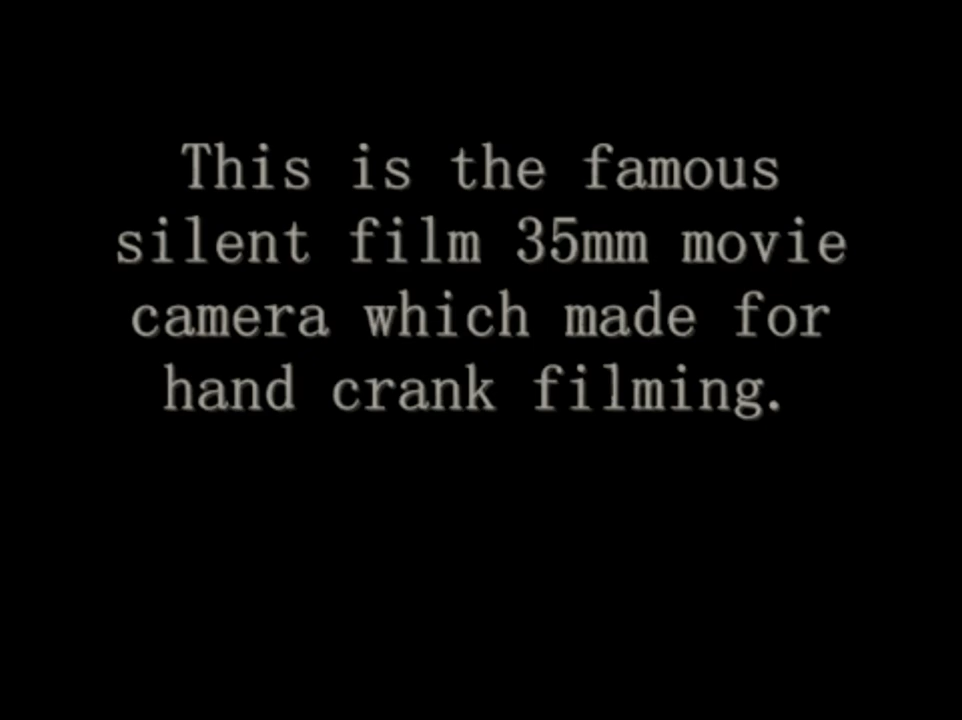 This is the famous
silent film 35mm movie
camera which made for
hand crank filming.